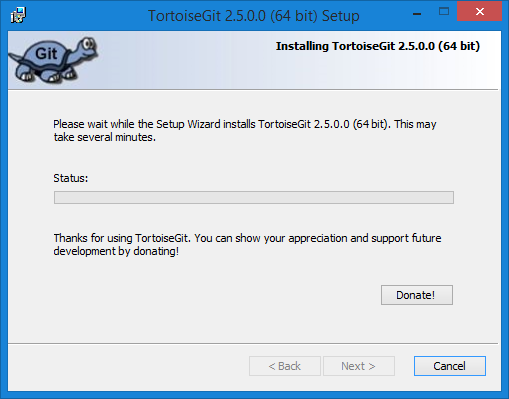 TortoiseGit 2.5.0.0 (64 bit) Setup
Git
Installing TortoiseGit 2.5.0.0 (64 bit)
Please wait while the Setup Wizard installs TortoiseGit 2.5.0.0 (64 bit). This may
take several minutes.
Status:
Thanks for using TortoiseGit. You can show your appreciation and support future
development by donating!
Donate!
< Back
Next >
Cancel